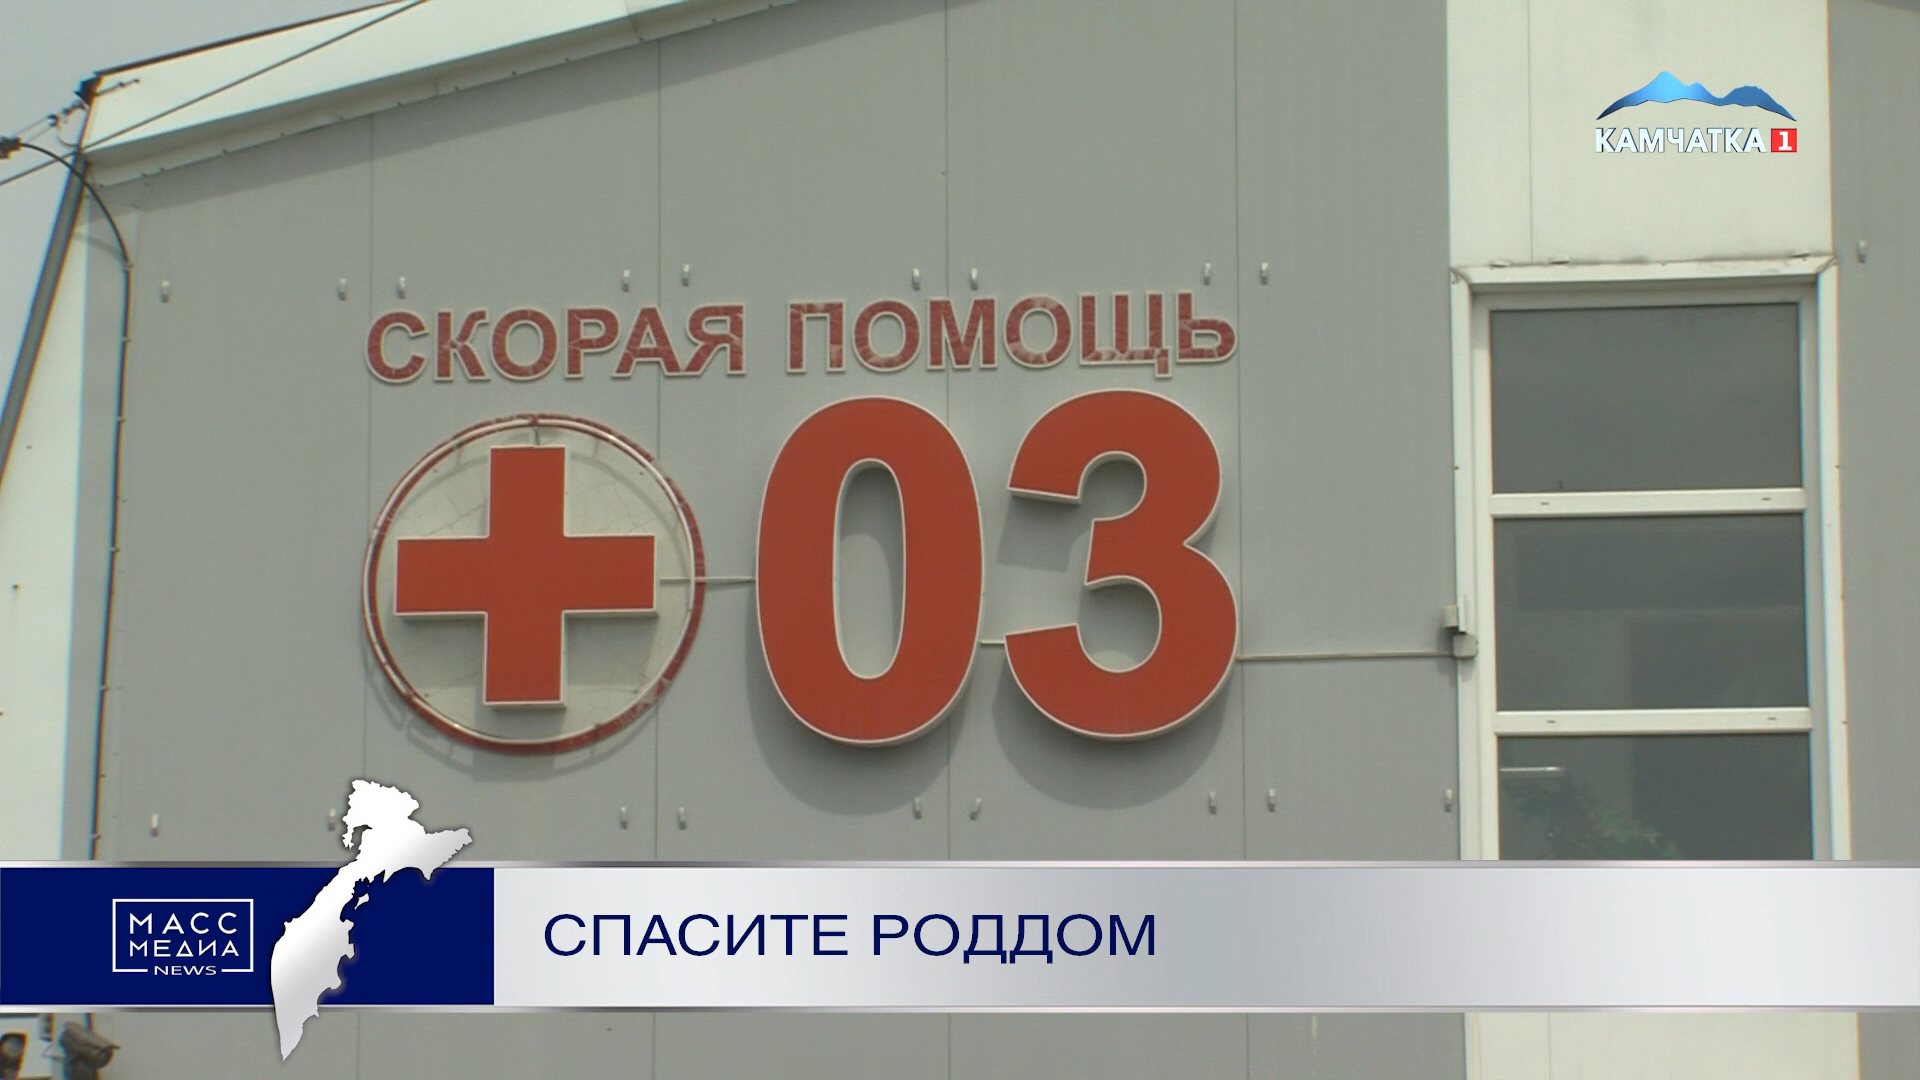 КАМЧАТКА 1
СКОРАЯ ПОМОЩЬ
03
МАСС
МЕДИА
NEWS
СПАСИТЕ РОДДОМ